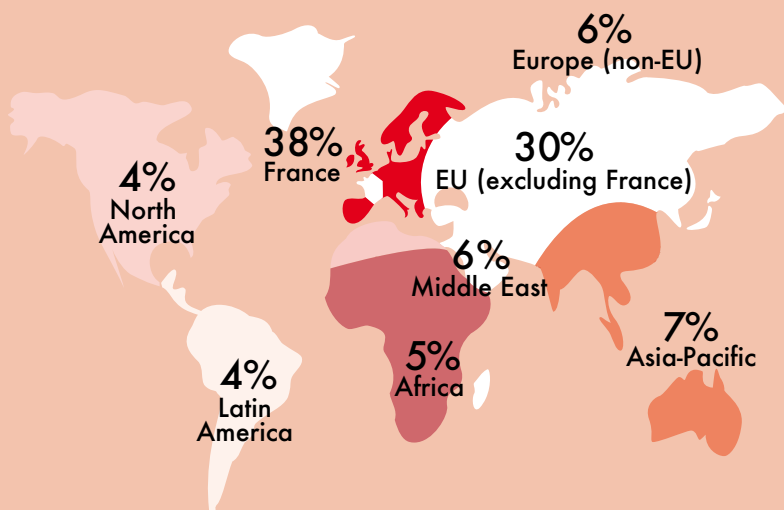 6%
Europe (non-EU)
38%
France
30%
EU (excluding France)
4%
North
America
6%
Middle East
7%
Asia-Pacific
5%
Africa
4%
Latin
America